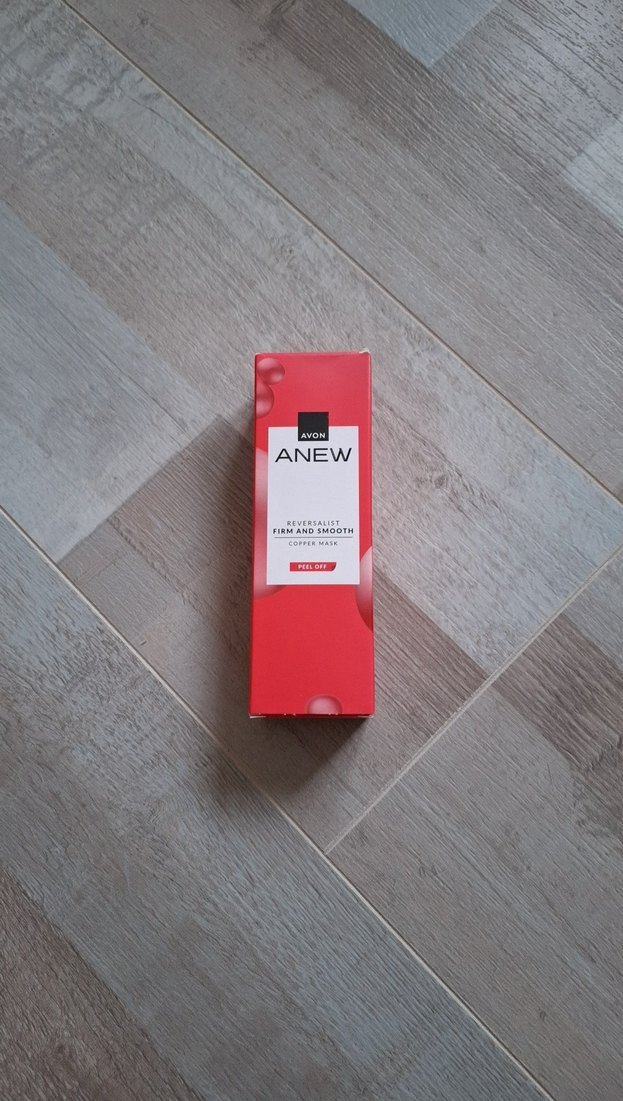 AVON
ANEW
REVERSALIST
FIRM AND SMOOTH
COPPER MASK
PEEL OFF